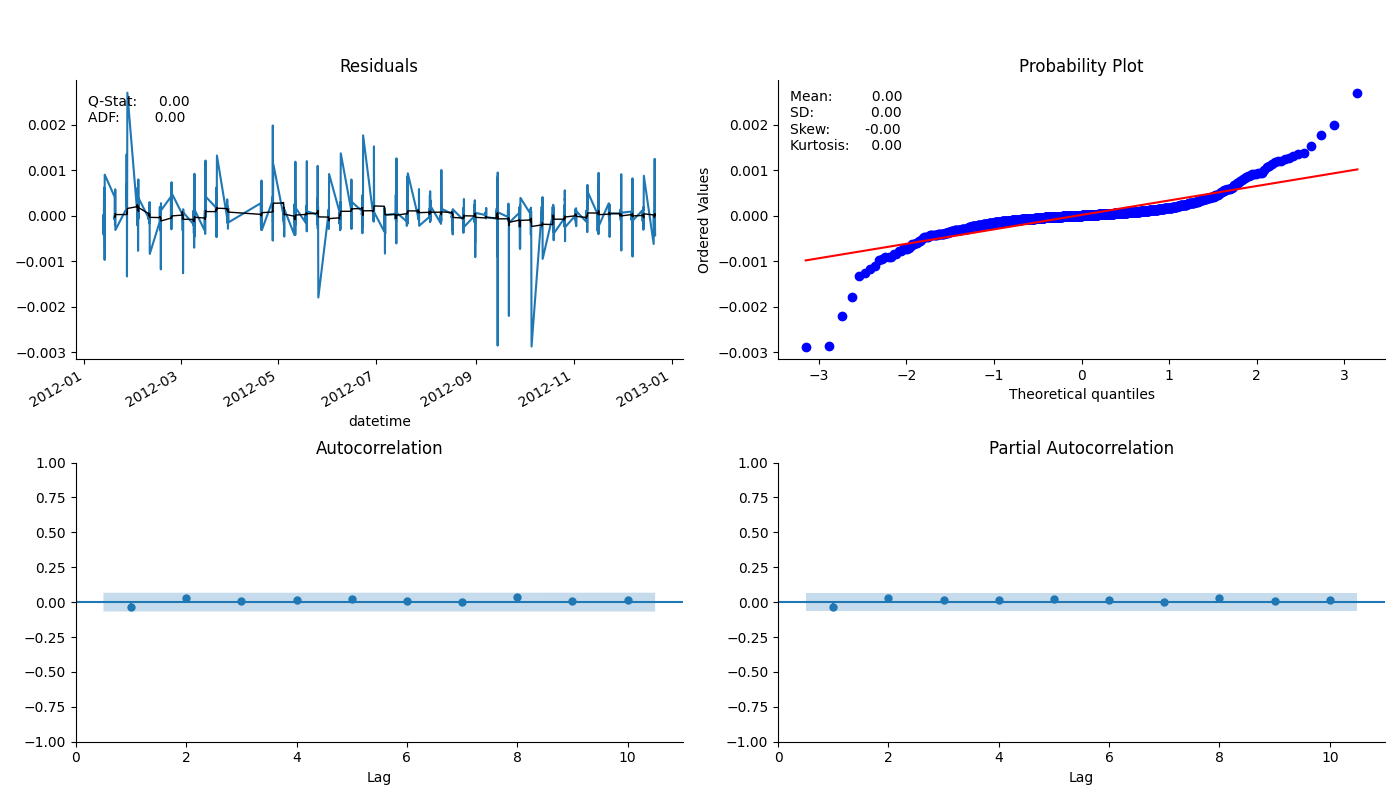 Residuals
Q-Stat: 0.00
ADF: 0.00
0.002
0.001
0.000
−0.001
−0.002
−0.003
2012-01
2012-03
2012-05
2012-07
2012-09
2012-11
2013-01
datetime
Probability Plot
Mean: 0.00
SD: 0.00
Skew: -0.00
Kurtosis: 0.00
Ordered Values
0.002
0.001
0.000
−0.001
−0.002
−0.003
−3 −2 −1 0 1 2 3
Theoretical quantiles
Autocorrelation
1.00
0.75
0.50
0.25
0.00
−0.25
−0.50
−0.75
−1.00
0 2 4 6 8 10
Lag
Partial Autocorrelation
1.00
0.75
0.50
0.25
0.00
−0.25
−0.50
−0.75
−1.00
0 2 4 6 8 10
Lag